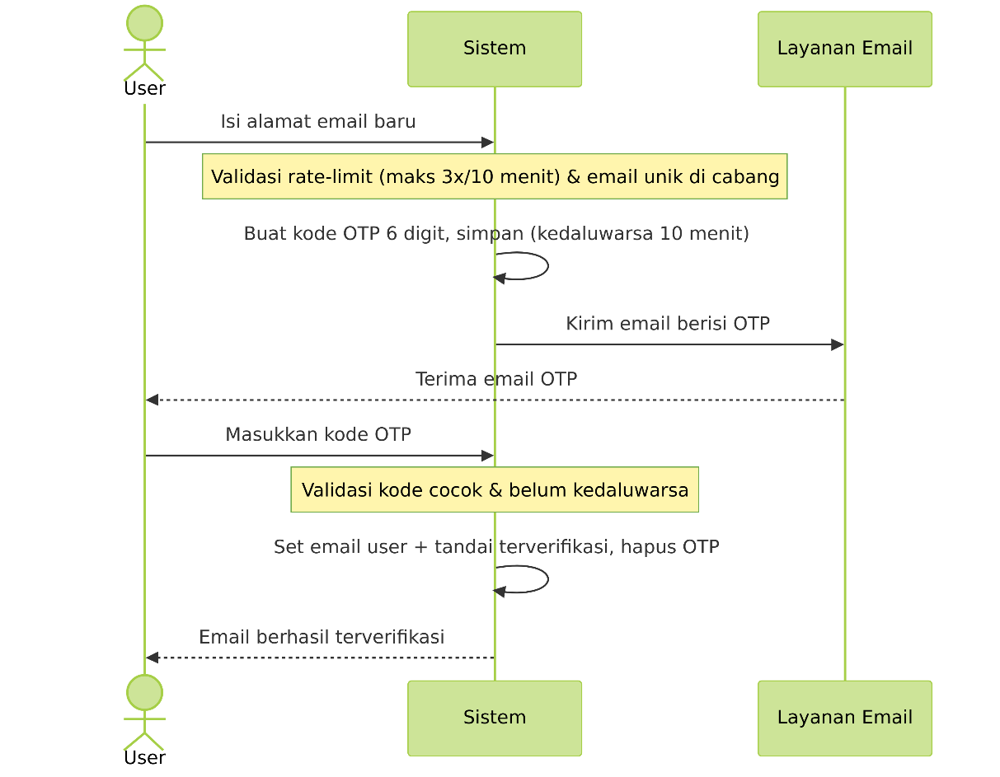 User
Sistem
Layanan Email
Isi alamat email baru
Validasi rate-limit (maks 3x/10 menit) & email unik di cabang
Buat kode OTP 6 digit, simpan (kedaluwarsa 10 menit)
Kirim email berisi OTP
Terima email OTP
Masukkan kode OTP
Validasi kode cocok & belum kedaluwarsa
Set email user + tandai terverifikasi, hapus OTP
Email berhasil terverifikasi
User
Sistem
Layanan Email